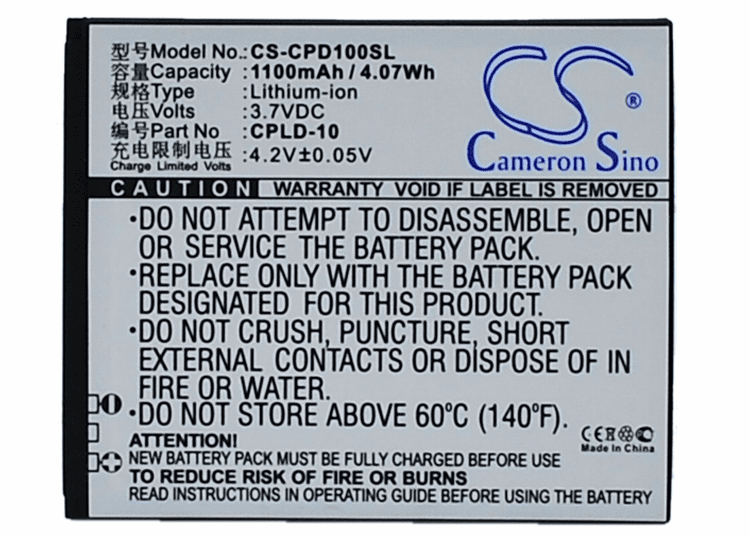 型号Model No.: CS-CPD100SL
容量Capacity: 1100mAh / 4.07Wh
规格Type: Lithium-ion
电压Volts: 3.7VDC
编号Part No.: CPLD-10
充电限制电压: 4.2V±0.05V
Charge Limited Volts
CS®
Cameron Sino
CAUTION WARRANTY VOID IF LABEL IS REMOVED
·DO NOT ATTEMPT TO DISASSEMBLE, OPEN
OR SERVICE THE BATTERY PACK.
·REPLACE ONLY WITH THE BATTERY PACK
DESIGNATED FOR THIS PRODUCT.
·DO NOT CRUSH, PUNCTURE, SHORT
EXTERNAL CONTACTS OR DISPOSE OF IN
FIRE OR WATER.
·DO NOT STORE ABOVE 60°C (140°F).
ATTENTION!
NEW BATTERY PACK MUST BE FULLY CHARGED BEFORE USE
TO REDUCE RISK OF FIRE OR BURNS
READ INSTRUCTIONS IN OPERATING GUIDE BEFORE USING THE BATTERY
CE
Made in China